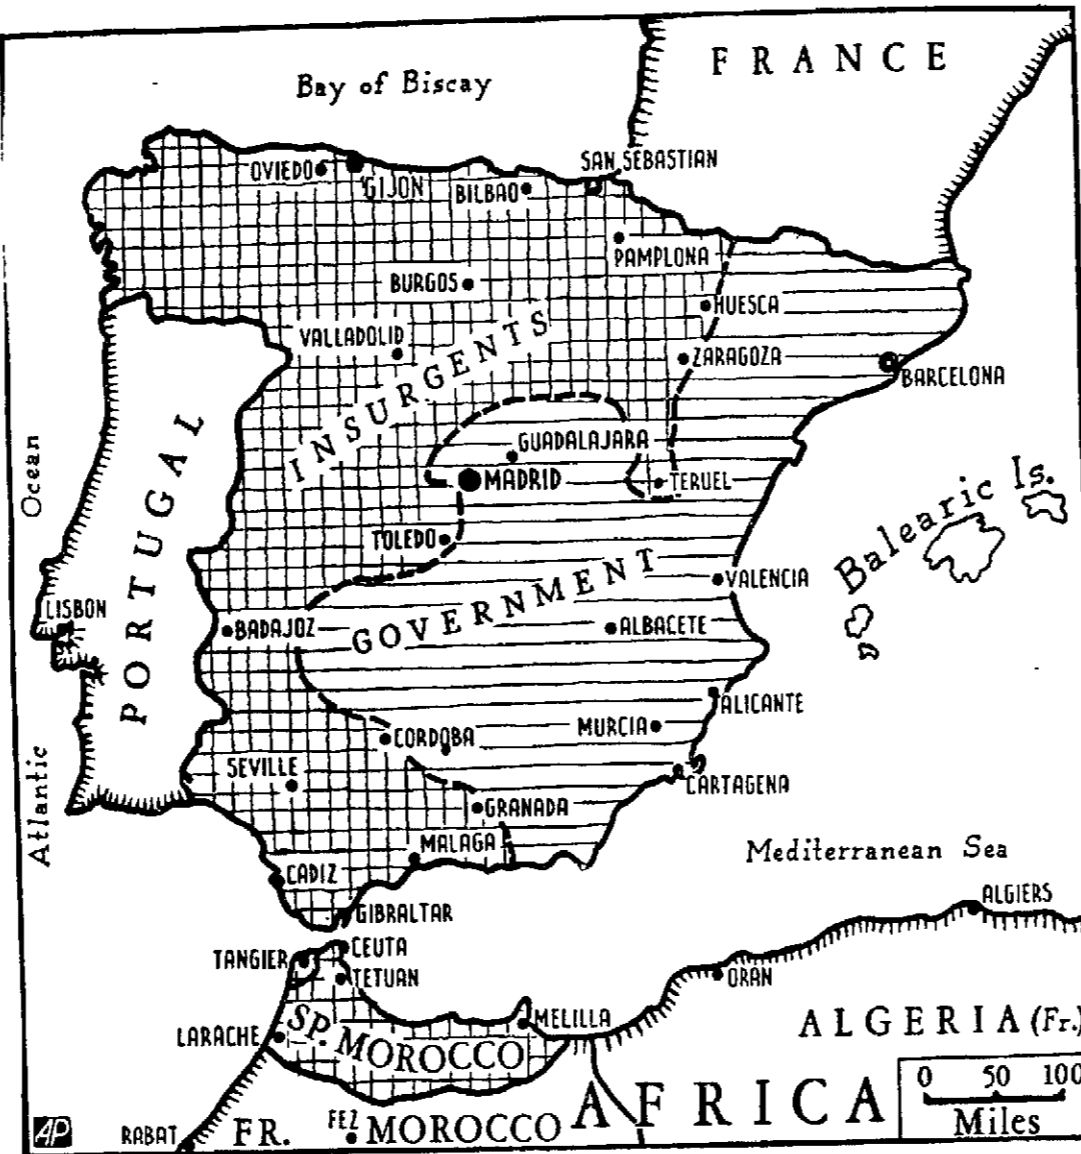 FRANCE
Bay of Biscay
OVIEDO
GIJON
BILBAO
SAN SEBASTIAN
PAMPLONA
BURGOS
HUESCA
VALLADOLID
INSURGENTS
ZARAGOZA
BARCELONA
PORTUGAL
GUADALAJARA
MADRID
TERUEL
Balearic Is.
TOLEDO
GOVERNMENT
VALENCIA
LISBON
BADAJOZ
ALBACETE
ALICANTE
CORDOBA
MURCIA
SEVILLE
CARTAGENA
GRANADA
Atlantic Ocean
MALAGA
Mediterranean Sea
CADIZ
ALGIERS
GIBRALTAR
CEUTA
TANGIER
TETUAN
ORAN
SP. MOROCCO
MELILLA
LARACHE
ALGERIA (Fr.)
AFRICA
0 50 100
Miles
AP
RABAT
FR. MOROCCO
FEZ